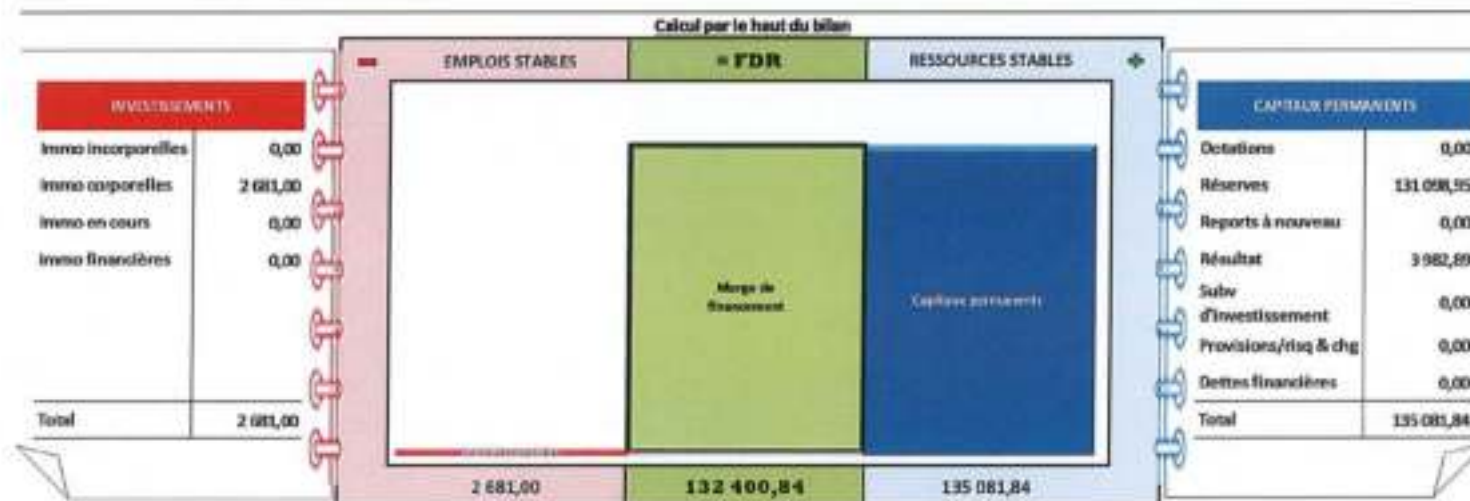 Calcul par le haut du bilan
EMPLOIS STABLES
= FDR
RESSOURCES STABLES
INVESTISSEMENTS
Immo incorporelles 0,00
Immo corporelles 2 681,00
Immo en cours 0,00
Immo financières 0,00
Total 2 681,00
Marge de
financement
Capitaux permanents
2 681,00
132 400,84
135 081,84
CAPITAUX PERMANENTS
Dotations 0,00
Réserves 131 098,95
Reports à nouveau 0,00
Résultat 3 982,89
Subv
d'investissement 0,00
Provisions/risq & chg 0,00
Dettes financières 0,00
Total 135 081,84